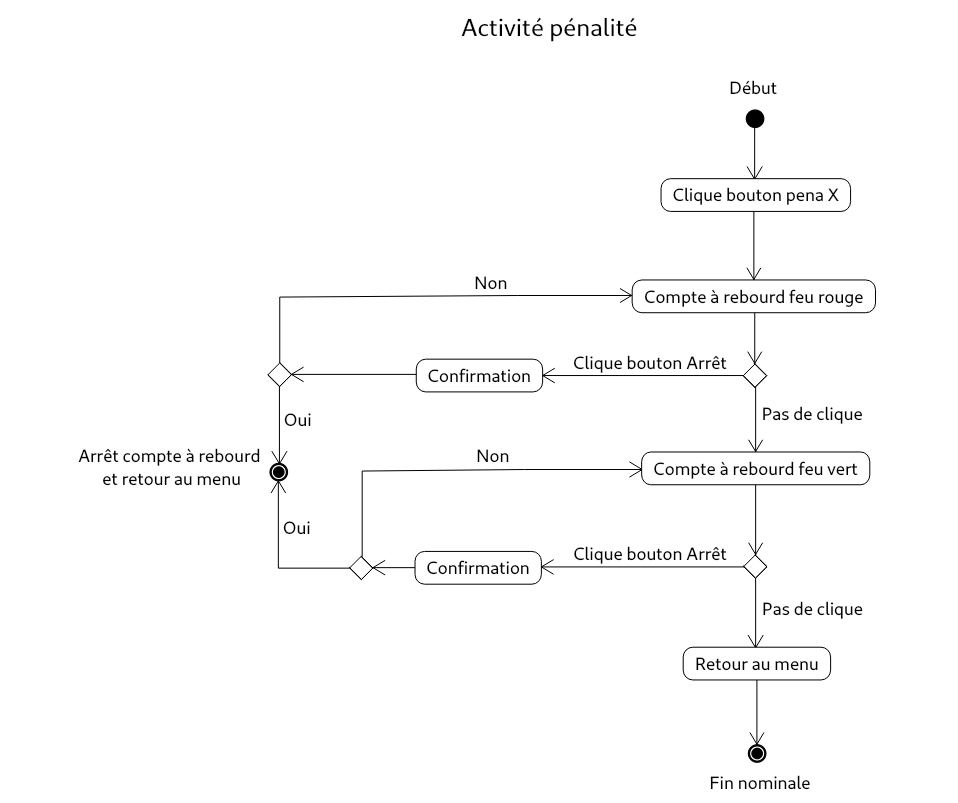 Activité pénalité
Début
Clique bouton pena X
Non
Compte à rebourd feu rouge
Clique bouton Arrêt
Confirmation
Pas de clique
Oui
Arrêt compte à rebourd
et retour au menu
Non
Compte à rebourd feu vert
Oui
Clique bouton Arrêt
Confirmation
Pas de clique
Retour au menu
Fin nominale